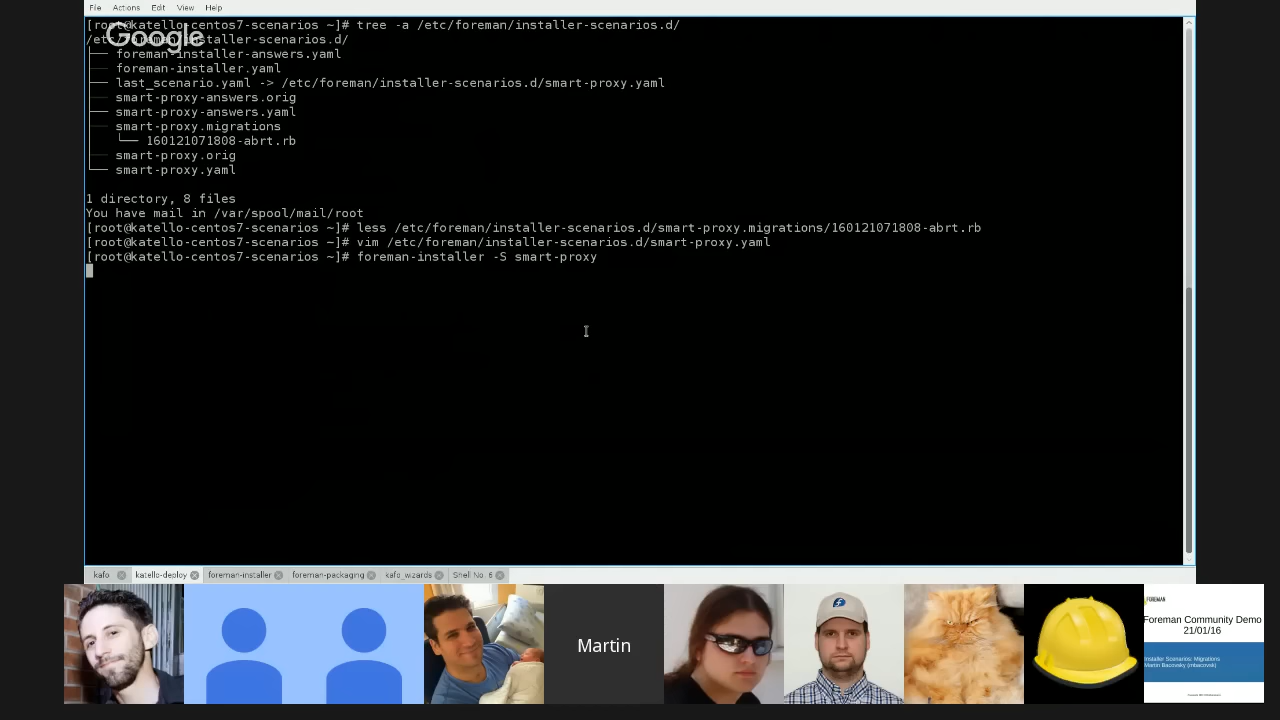 File Actions Edit View Help
[root@katello-centos7-scenarios ~]# tree -a /etc/foreman/installer-scenarios.d/
Google
/etc/foreman/installer-scenarios.d/
├── foreman-installer-answers.yaml
├── foreman-installer.yaml
├── last_scenario.yaml -> /etc/foreman/installer-scenarios.d/smart-proxy.yaml
├── smart-proxy-answers.orig
├── smart-proxy-answers.yaml
├── smart-proxy.migrations
│   └── 160121071808-abrt.rb
├── smart-proxy.orig
└── smart-proxy.yaml
1 directory, 8 files
You have mail in /var/spool/mail/root
[root@katello-centos7-scenarios ~]# less /etc/foreman/installer-scenarios.d/smart-proxy.migrations/160121071808-abrt.rb
[root@katello-centos7-scenarios ~]# vim /etc/foreman/installer-scenarios.d/smart-proxy.yaml
[root@katello-centos7-scenarios ~]# foreman-installer -S smart-proxy
kafo katello-deploy foreman-installer foreman-packaging kafo_wizards Shell No. 6
Martin
FOREMAN
Foreman Community Demo
21/01/16
Installer Scenarios: Migrations
Martin Bacovsky (mbacovsk)